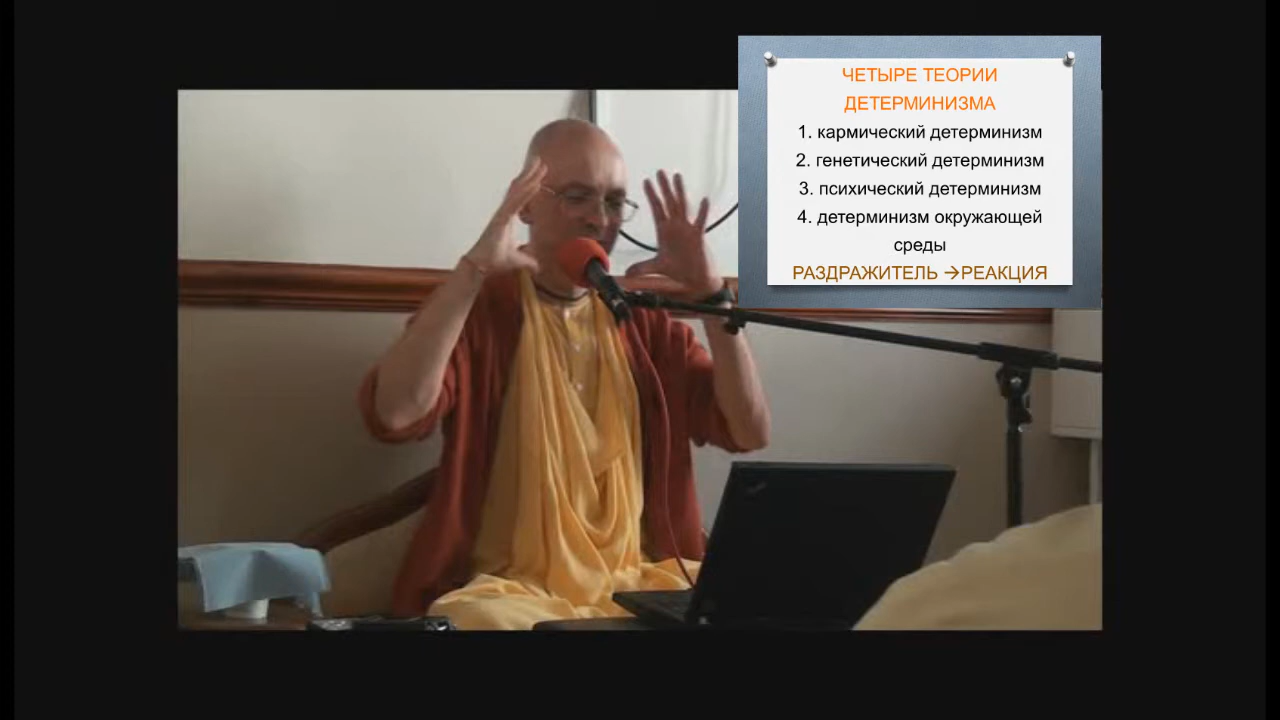 ЧЕТЫРЕ ТЕОРИИ
ДЕТЕРМИНИЗМА
1. кармический детерминизм
2. генетический детерминизм
3. психический детерминизм
4. детерминизм окружающей
среды
РАЗДРАЖИТЕЛЬ →РЕАКЦИЯ